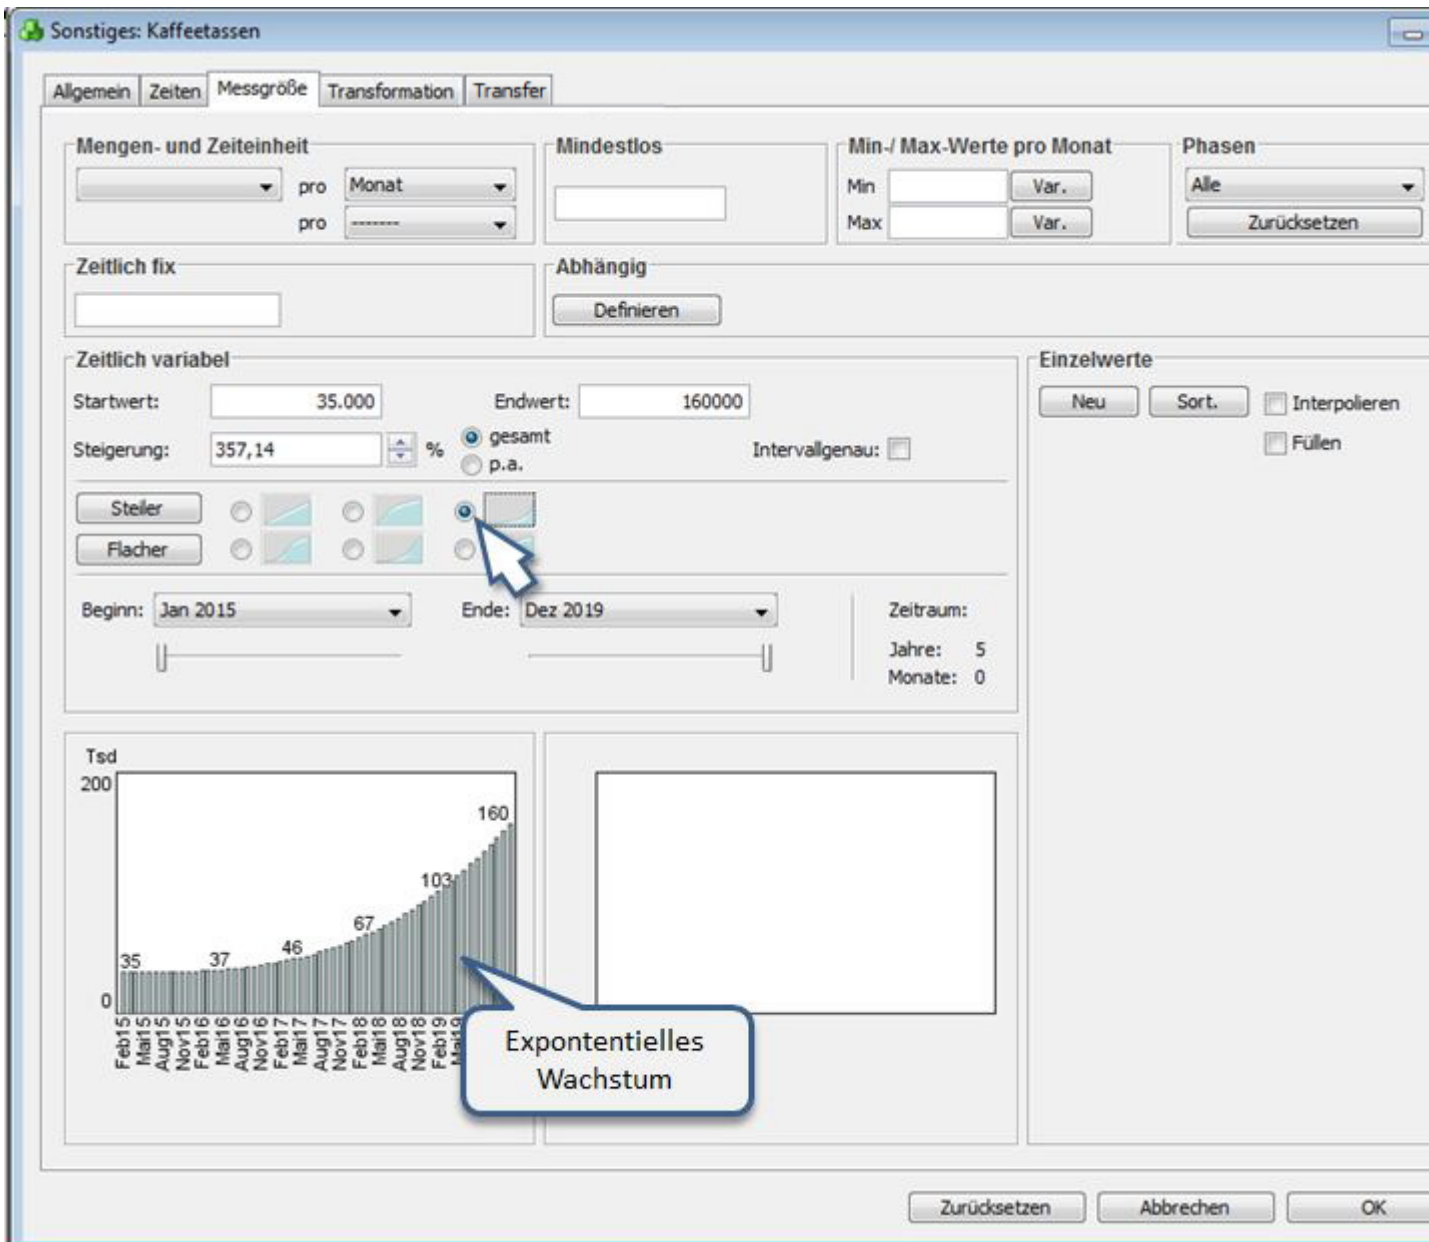 Sonstiges: Kaffeetassen
Allgemein Zeiten Messgröße Transformation Transfer
Mengen- und Zeiteinheit Mindestlos Min-/ Max-Werte pro Monat Phasen
pro Monat Min Var. Alle
pro ------- Max Var. Zurücksetzen
Zeitlich fix Abhängig
Definieren
Zeitlich variabel Einzelwerte
Startwert: 35.000 Endwert: 160000 Neu Sort. Interpolieren
Steigerung: 357,14 % gesamt Intervallgenau: Füllen
p.a.
Steiler
Flacher
Beginn: Jan 2015 Ende: Dez 2019 Zeitraum:
Jahre: 5
Monate: 0
Tsd
200
160
103
67
46
35 37
0
Feb15 Mai15 Aug15 Nov15 Feb16 Mai16 Aug16 Nov16 Feb17 Mai17 Aug17 Nov17 Feb18 Mai18 Aug18 Nov18 Feb19
Expontentielles
Wachstum
Zurücksetzen Abbrechen OK